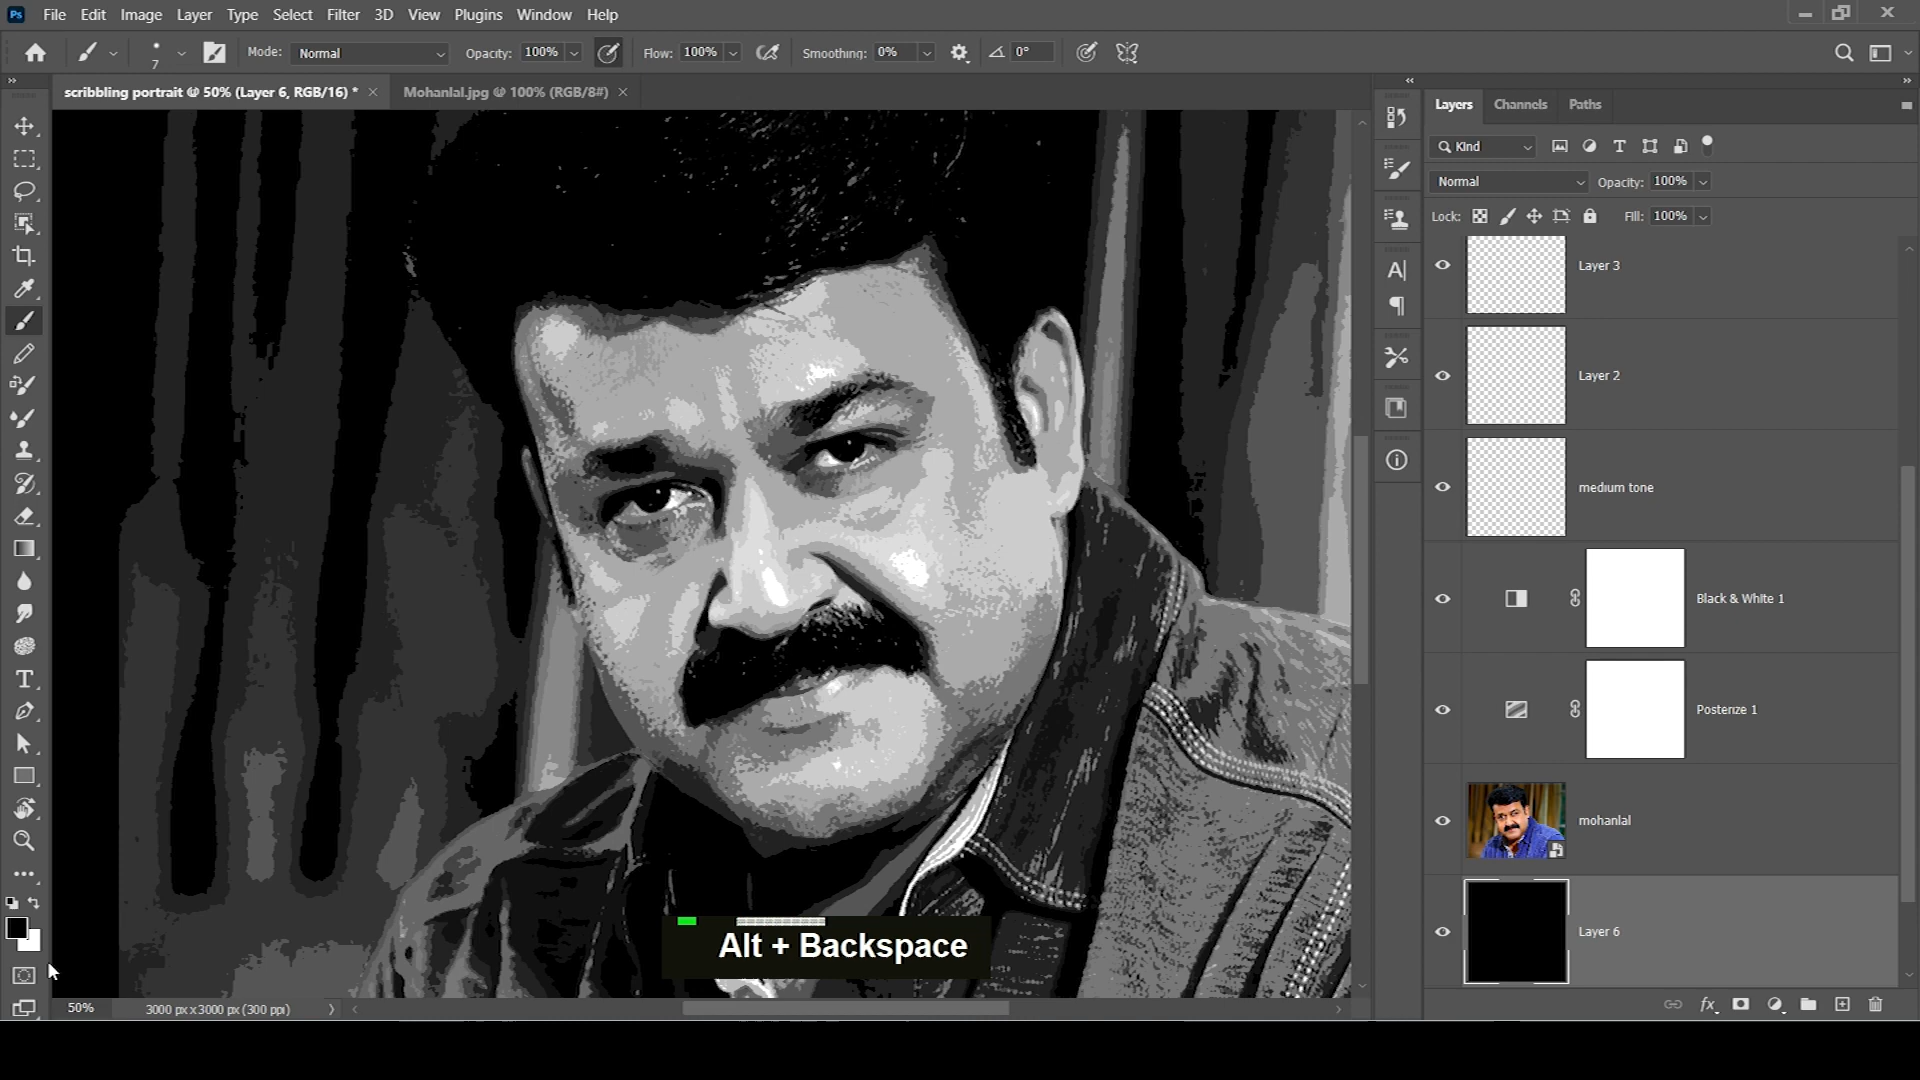 Ps File Edit Image Layer Type Select Filter 3D View Plugins Window Help
7 Mode: Normal Opacity: 100% Flow: 100% Smoothing: 0% 0°
scribbling portrait @ 50% (Layer 6, RGB/16) * Mohanlal.jpg @ 100% (RGB/8#)
Layers Channels Paths
Kind
Normal Opacity: 100%
Lock: Fill: 100%
Layer 3
Layer 2
medium tone
Black & White 1
Posterize 1
mohanlal
Layer 6
Alt + Backspace
50% 3000 px x 3000 px (300 ppi)
fx